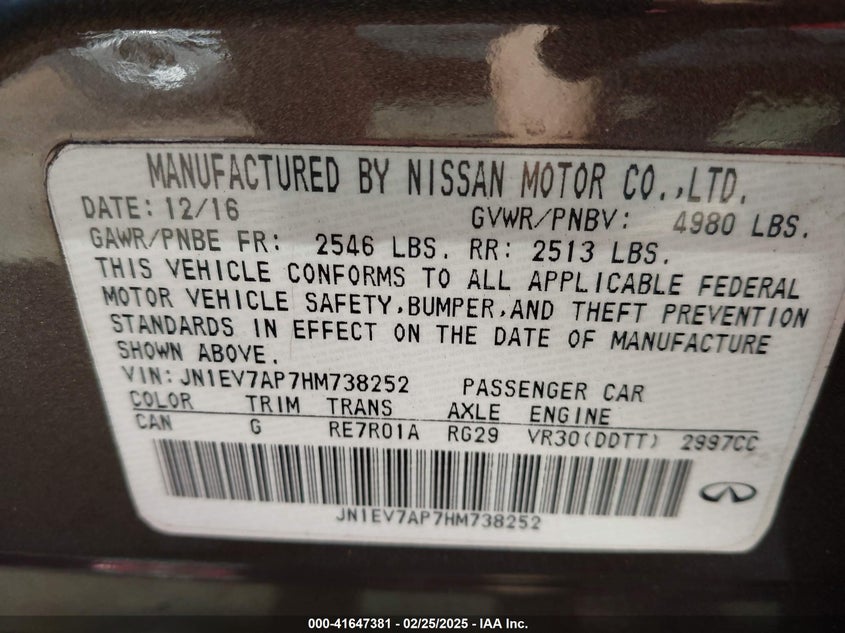 MANUFACTURED BY NISSAN MOTOR CO.,LTD.
DATE: 12/16 GVWR/PNBV: 4980 LBS.
GAWR/PNBE FR: 2546 LBS. RR: 2513 LBS.
THIS VEHICLE CONFORMS TO ALL APPLICABLE FEDERAL
MOTOR VEHICLE SAFETY,BUMPER,AND THEFT PREVENTION
STANDARDS IN EFFECT ON THE DATE OF MANUFACTURE
SHOWN ABOVE.
VIN:JN1EV7AP7HM738252 PASSENGER CAR
COLOR TRIM TRANS AXLE ENGINE
CAN G RE7R01A RG29 VR30(DDTT) 2997CC
JN1EV7AP7HM738252
000-41647381 - 02/25/2025 - IAA Inc.